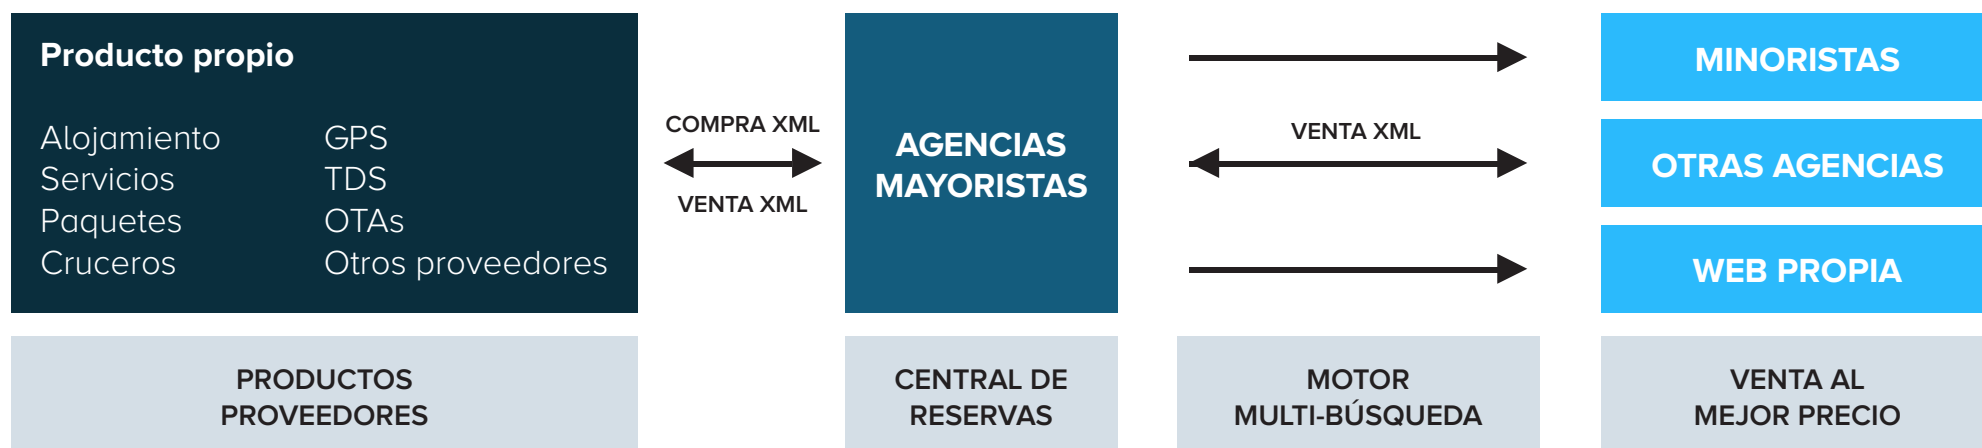 Producto propio
Alojamiento
Servicios
Paquetes
Cruceros
GPS
TDS
OTAs
Otros proveedores
COMPRA XML
VENTA XML
AGENCIAS
MAYORISTAS
VENTA XML
MINORISTAS
OTRAS AGENCIAS
WEB PROPIA
PRODUCTOS
PROVEEDORES
CENTRAL DE
RESERVAS
MOTOR
MULTI-BÚSQUEDA
VENTA AL
MEJOR PRECIO